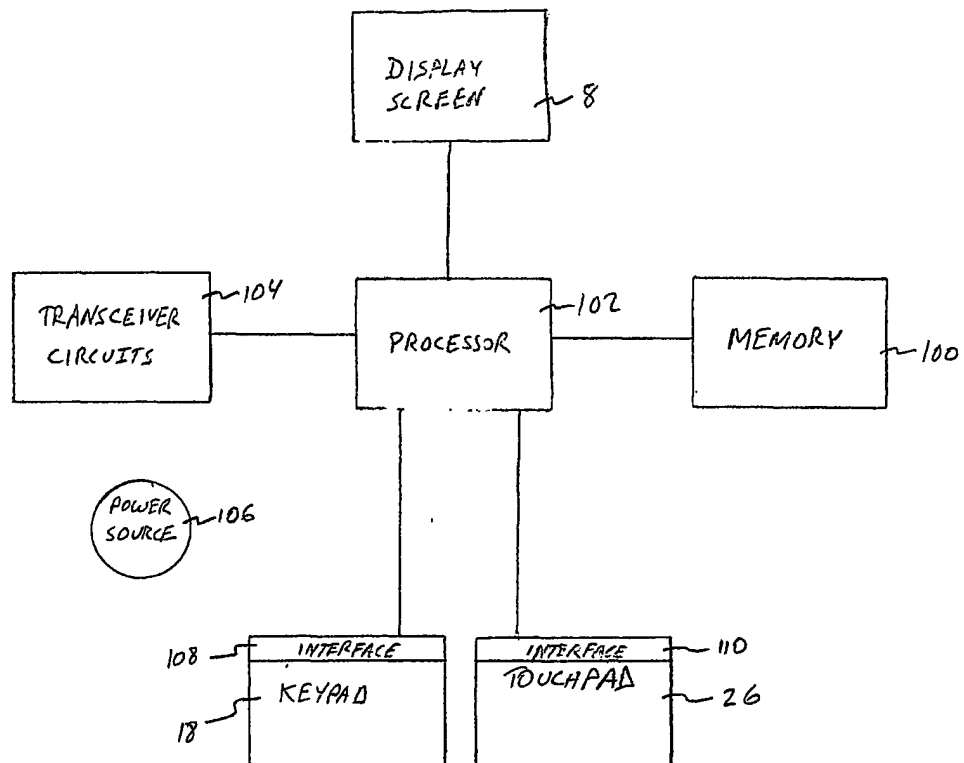 DISPLAY
SCREEN
8
TRANSCEIVER
CIRCUITS
104
PROCESSOR
102
MEMORY
100
POWER
SOURCE
106
108
INTERFACE
KEYPAD
18
INTERFACE
110
TOUCHPAD
26